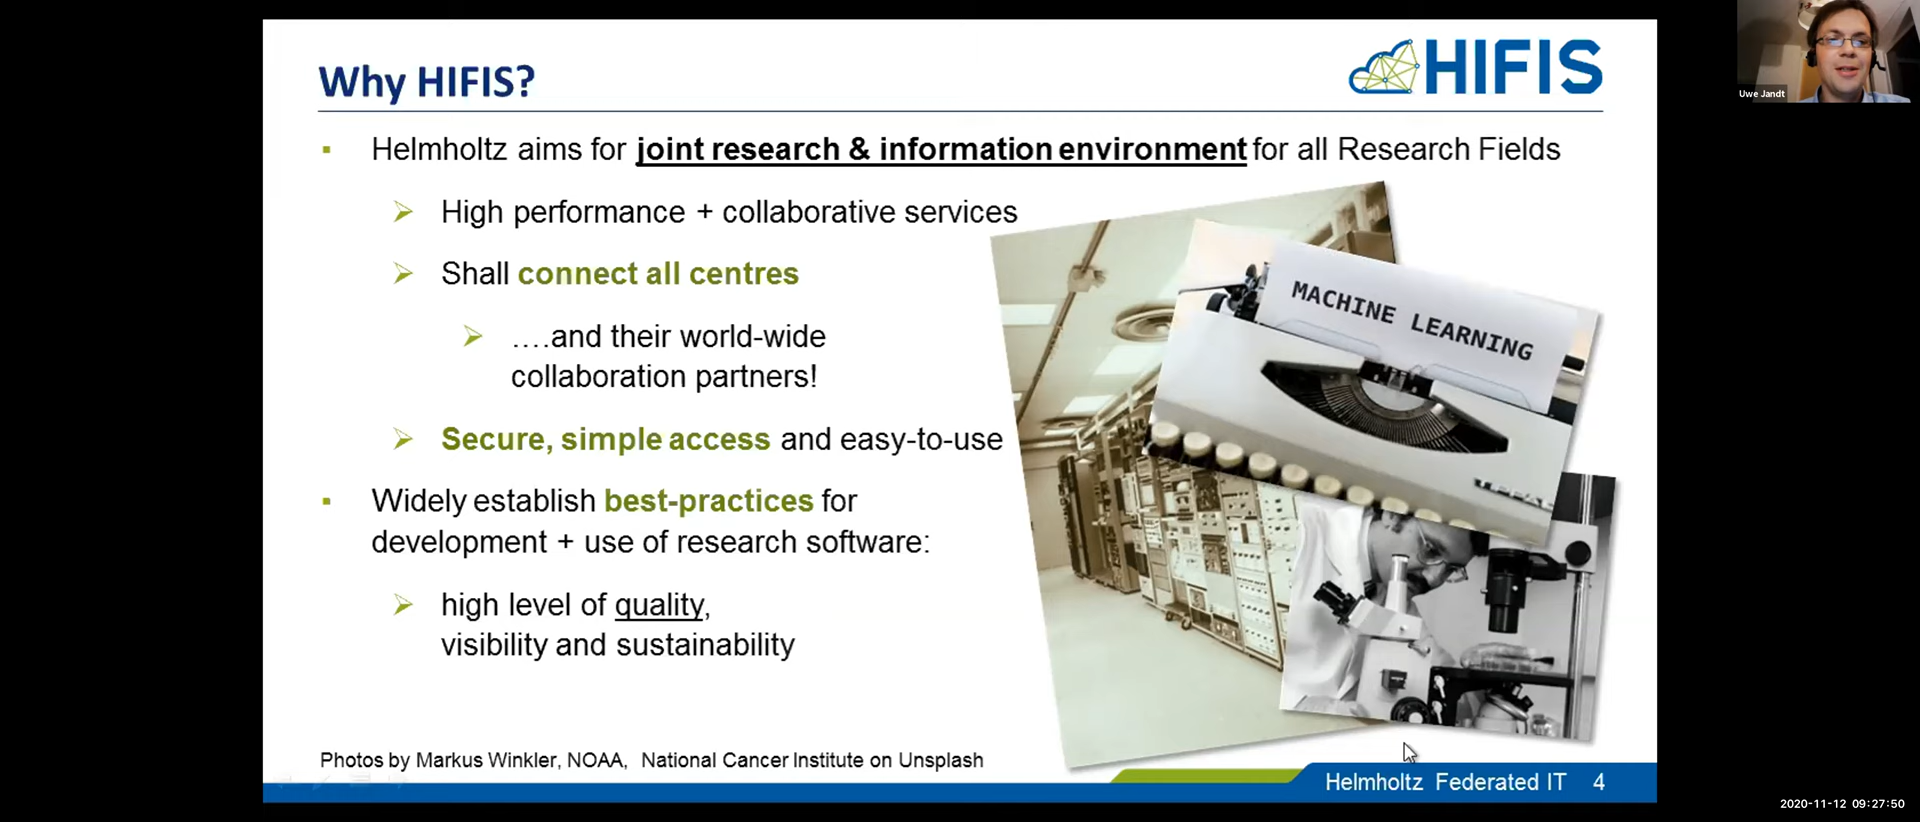 Why HIFIS?
HIFIS
Uwe Jandt
Helmholtz aims for joint research & information environment for all Research Fields
High performance + collaborative services
Shall connect all centres
….and their world-wide
collaboration partners!
Secure, simple access and easy-to-use
Widely establish best-practices for
development + use of research software:
high level of quality,
visibility and sustainability
MACHINE LEARNING
Photos by Markus Winkler, NOAA, National Cancer Institute on Unsplash
Helmholtz Federated IT 4
2020-11-12 09:27:50